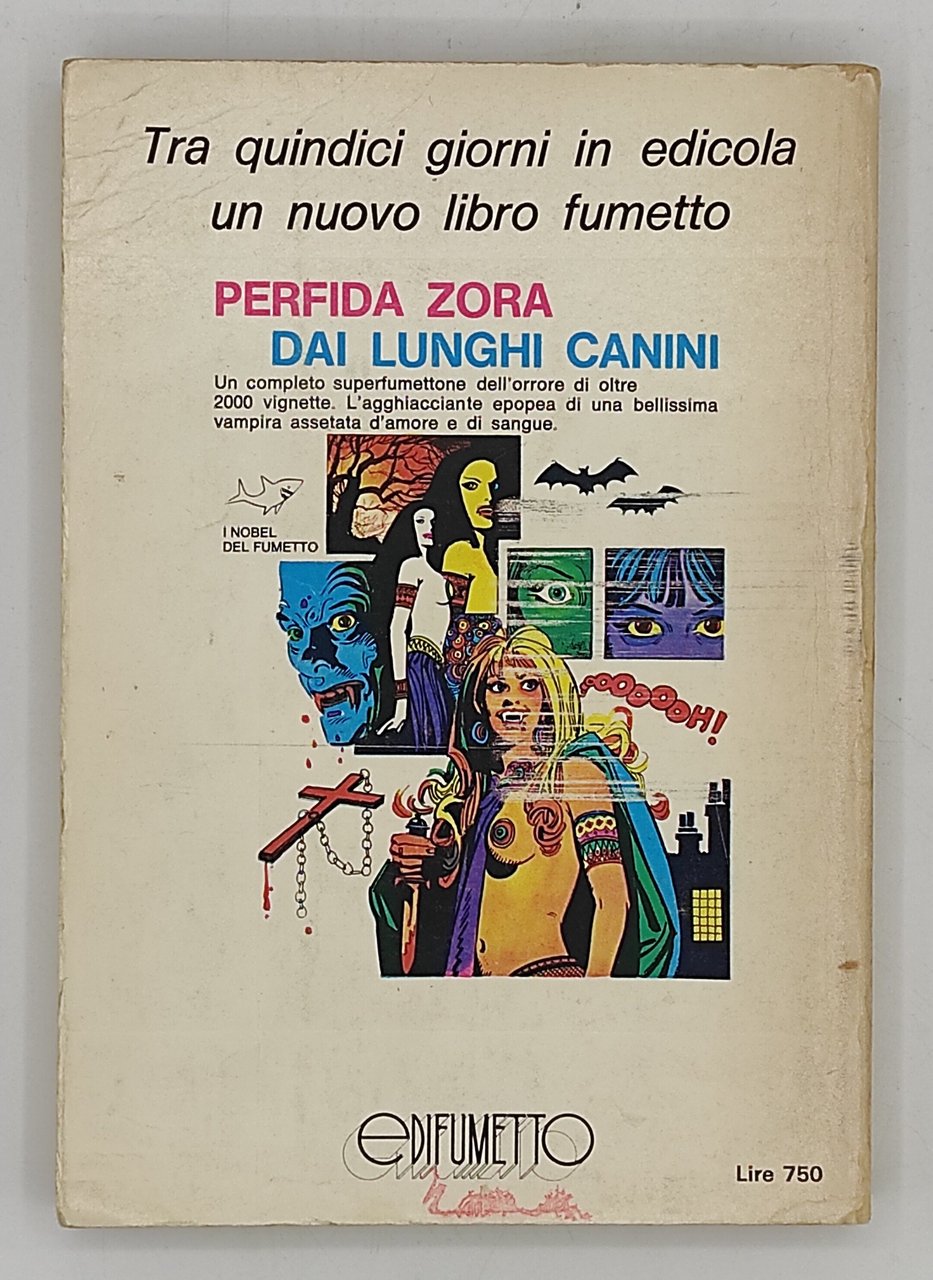 Tra quindici giorni in edicola
un nuovo libro fumetto
PERFIDA ZORA
DAI LUNGHI CANINI
Un completo superfumettone dell'orrore di oltre
2000 vignette. L'agghiacciante epopea di una bellissima
vampira assetata d'amore e di sangue.
I NOBEL
DEL FUMETTO
OOOOOOH!
EDIFUMETTO
Lire 750